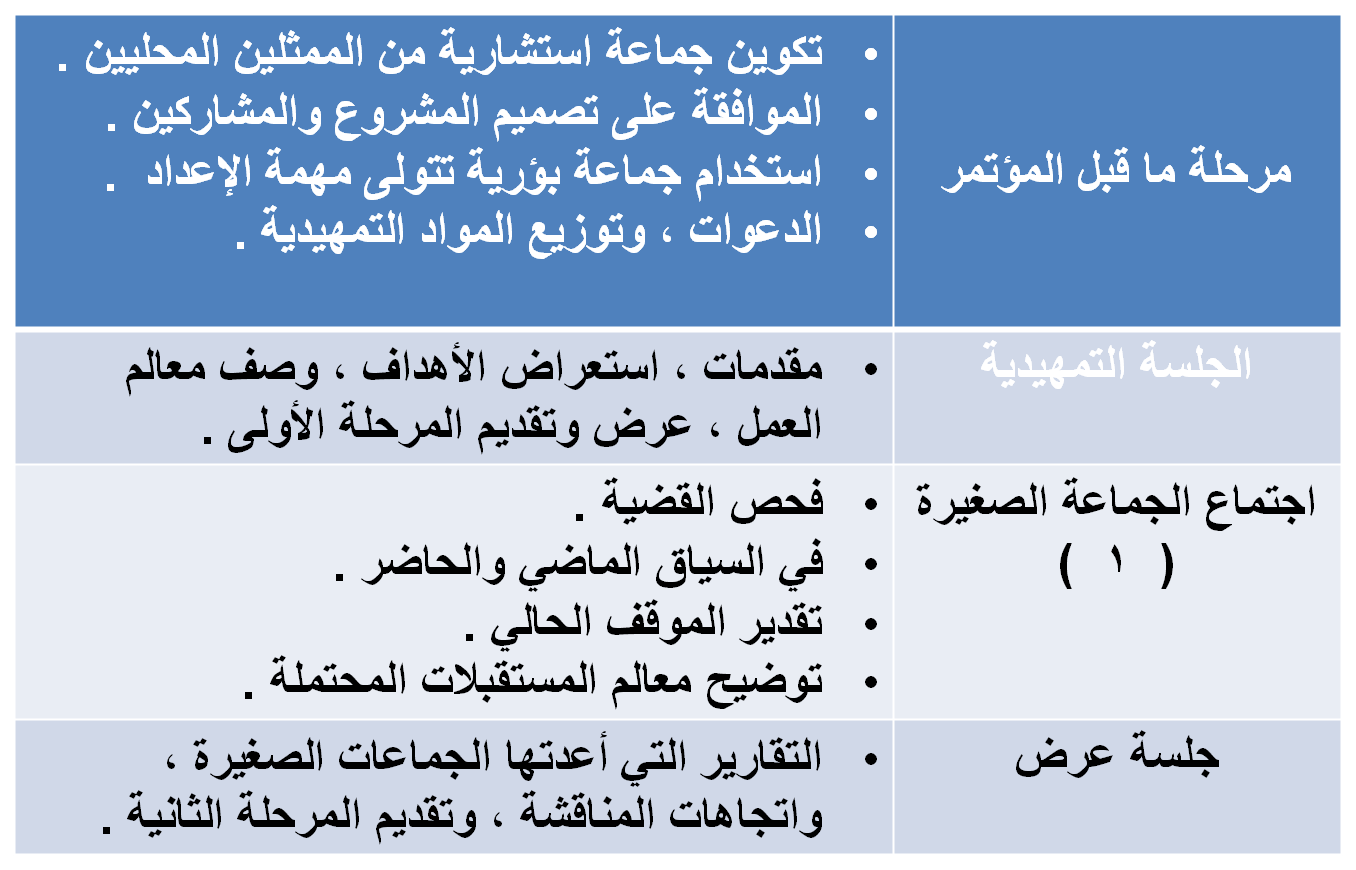 مرحلة ما قبل المؤتمر
• تكوين جماعة استشارية من الممثلين المحليين .
• الموافقة على تصميم المشروع والمشاركين .
• استخدام جماعة بؤرية تتولى مهمة الإعداد .
• الدعوات ، وتوزيع المواد التمهيدية .
الجلسة التمهيدية
• مقدمات ، استعراض الأهداف ، وصف معالم
العمل ، عرض وتقديم المرحلة الأولى .
اجتماع الجماعة الصغيرة
( ١ )
• فحص القضية .
• في السياق الماضي والحاضر .
• تقدير الموقف الحالي .
• توضيح معالم المستقبلات المحتملة .
جلسة عرض
• التقارير التي أعدتها الجماعات الصغيرة ،
واتجاهات المناقشة ، وتقديم المرحلة الثانية .